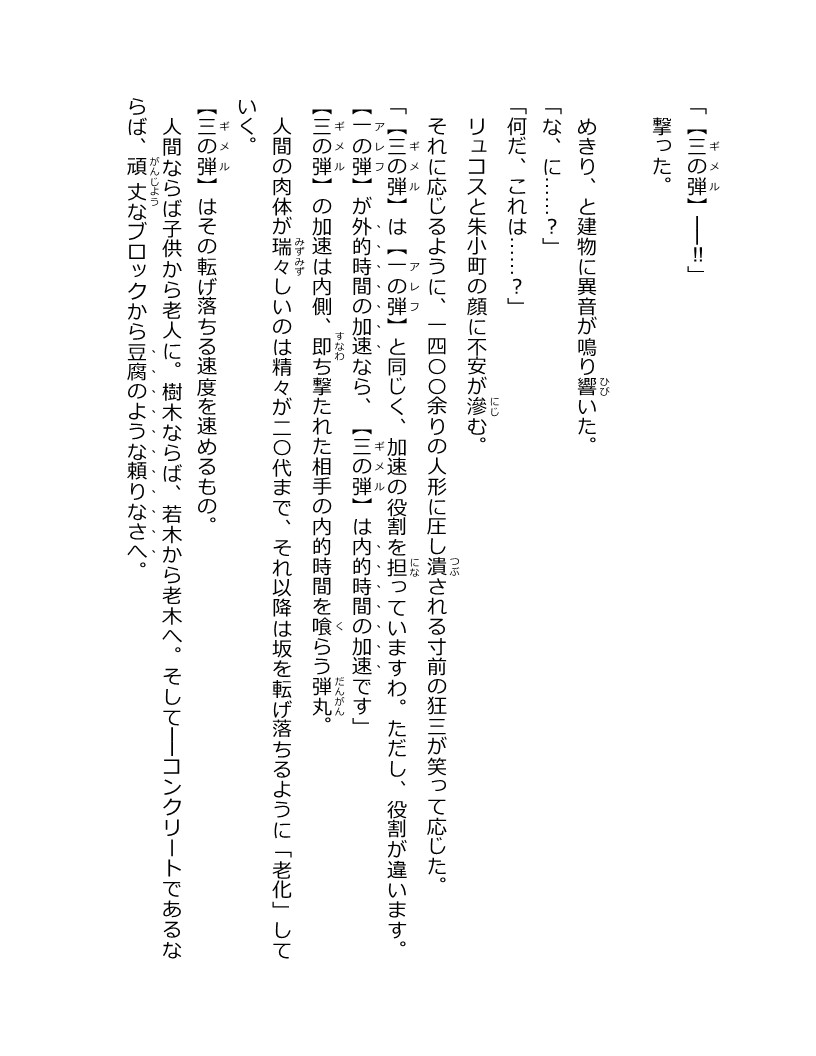 「【三の弾】――!!」
撃った。
めきり、と建物に異音が鳴り響いた。
「な、に……？」
「何だ、これは……？」
リュコスと朱小町の顔に不安が滲む。
それに応じるように、一四〇〇余りの人形に圧し潰される寸前の狂三が笑って応じた。
「【三の弾】は【一の弾】と同じく、加速の役割を担っていますわ。ただし、役割が違います。
【一の弾】が外的時間の加速なら、【三の弾】は内的時間の加速です」
【三の弾】の加速は内側、即ち撃たれた相手の内的時間を喰らう弾丸。
人間の肉体が瑞々しいのは精々が二〇代まで、それ以降は坂を転げ落ちるように「老化」して
いく。
【三の弾】はその転げ落ちる速度を速めるもの。
人間ならば子供から老人に。樹木ならば、若木から老木へ。そして――コンクリートであるな
らば、頑丈なブロックから豆腐のような頼りなさへ。